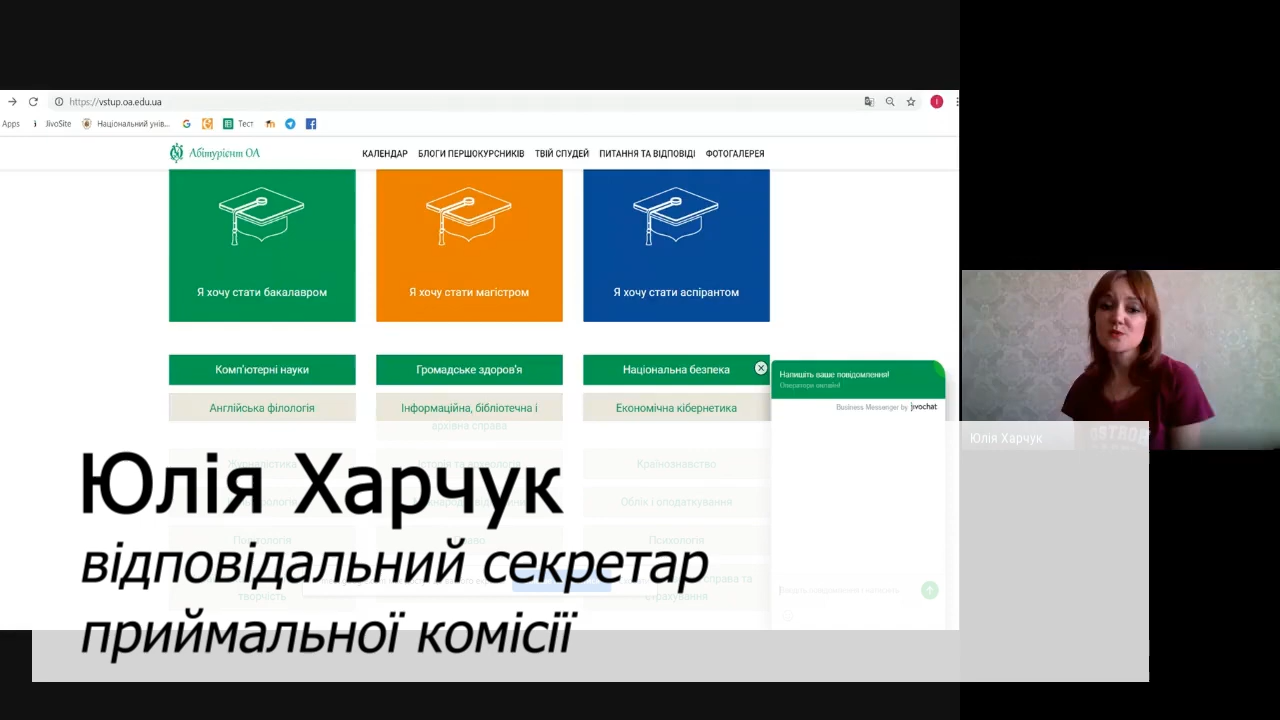 https://vstup.oa.edu.ua
Apps JivoSite Національний унів... Тест
Абітурієнт ОА
КАЛЕНДАР БЛОГИ ПЕРШОКУРСНИКІВ ТВІЙ СПУДЕЙ ПИТАННЯ ТА ВІДПОВІДІ ФОТОГАЛЕРЕЯ
Я хочу стати бакалавром
Я хочу стати магістром
Я хочу стати аспірантом
Комп'ютерні науки
Громадське здоров'я
Національна безпека
Англійська філологія
Інформаційна, бібліотечна і
архівна справа
Економічна кібернетика
Країнознавство
Облік і оподаткування
Психологія
страхування
творчість
Напишіть ваше повідомлення!
Оператори онлайн!
Business Messenger by jivochat
Юлія Харчук
Юлія Харчук
відповідальний секретар
приймальної комісії